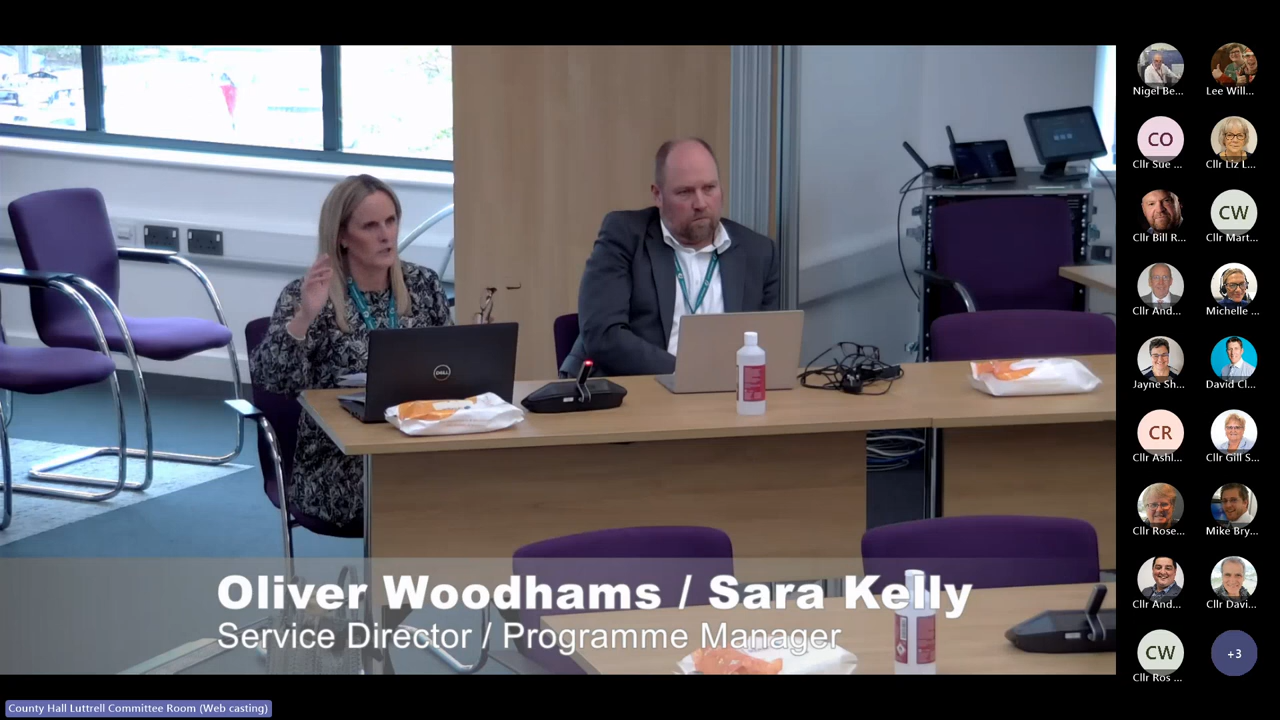 Nigel Be...
Lee Will...
CO
Cllr Sue ...
Cllr Liz L...
Cllr Bill R...
CW
Cllr Mart...
Cllr And...
Michelle ...
Jayne Sh...
David Cl...
CR
Cllr Ashl...
Cllr Gill S...
Cllr Rose...
Mike Bry...
Cllr And...
Cllr Davi...
CW
Cllr Ros ...
+3
DELL
Oliver Woodhams / Sara Kelly
Service Director / Programme Manager
County Hall Luttrell Committee Room (Web casting)